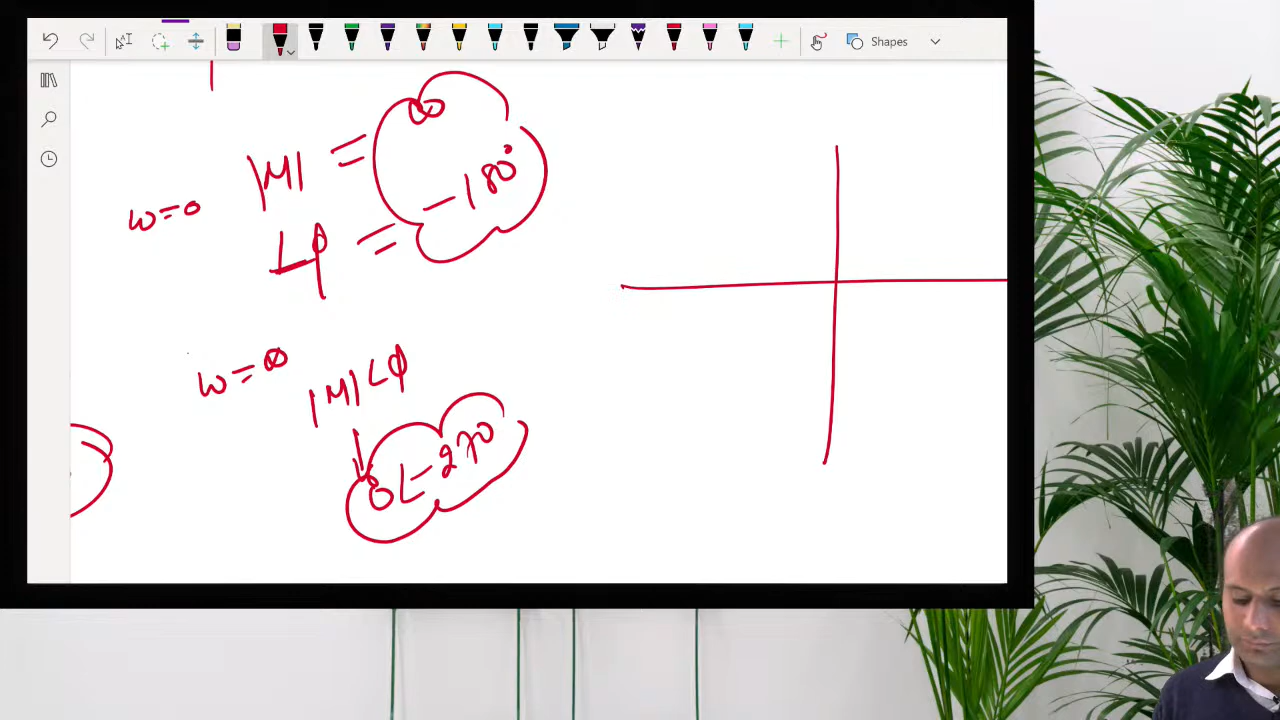 Shapes
|M| = ∞
ω=0
∠φ = -180°
ω=∞
|M|∠φ
0∠-270